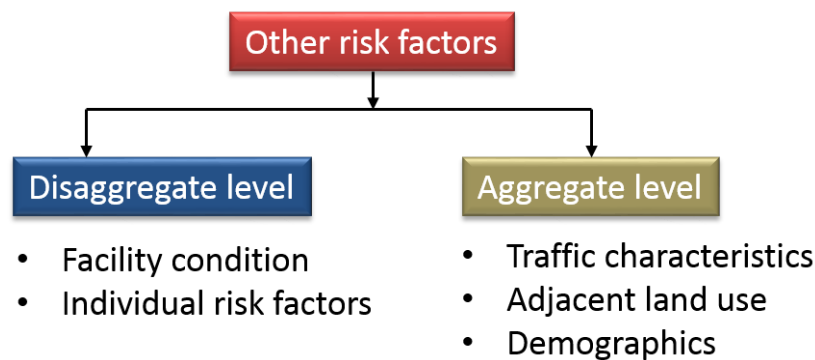 Other risk factors
Disaggregate level
Aggregate level
• Facility condition
• Individual risk factors
• Traffic characteristics
• Adjacent land use
• Demographics